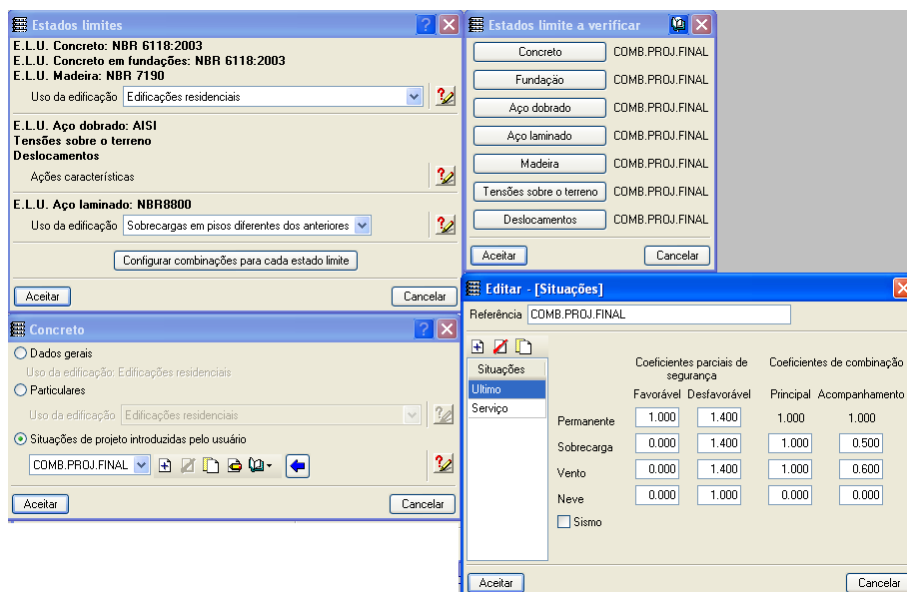 Estados limites
E.L.U. Concreto: NBR 6118:2003
E.L.U. Concreto em fundações: NBR 6118:2003
E.L.U. Madeira: NBR 7190
Uso da edificação Edificações residenciais
E.L.U. Aço dobrado: AISI
Tensões sobre o terreno
Deslocamentos
Ações características
E.L.U. Aço laminado: NBR8800
Uso da edificação Sobrecargas em pisos diferentes dos anteriores
Configurar combinações para cada estado limite
Aceitar Cancelar
Estados limite a verificar
Concreto COMB.PROJ.FINAL
Fundação COMB.PROJ.FINAL
Aço dobrado COMB.PROJ.FINAL
Aço laminado COMB.PROJ.FINAL
Madeira COMB.PROJ.FINAL
Tensões sobre o terreno COMB.PROJ.FINAL
Deslocamentos COMB.PROJ.FINAL
Aceitar Cancelar
Concreto
Dados gerais
Uso da edificação: Edificações residenciais
Particulares
Uso da edificação Edificações residenciais
Situações de projeto introduzidas pelo usuário
COMB.PROJ.FINAL
Aceitar Cancelar
Editar - [Situações]
Referência COMB.PROJ.FINAL
Situações
Ultimo
Serviço
Coeficientes parciais de segurança
Coeficientes de combinação
Favorável Desfavorável Principal Acompanhamento
Permanente 1.000 1.400 1.000 1.000
Sobrecarga 0.000 1.400 1.000 0.500
Vento 0.000 1.400 1.000 0.600
Neve 0.000 1.000 0.000 0.000
Sismo
Aceitar Cancelar